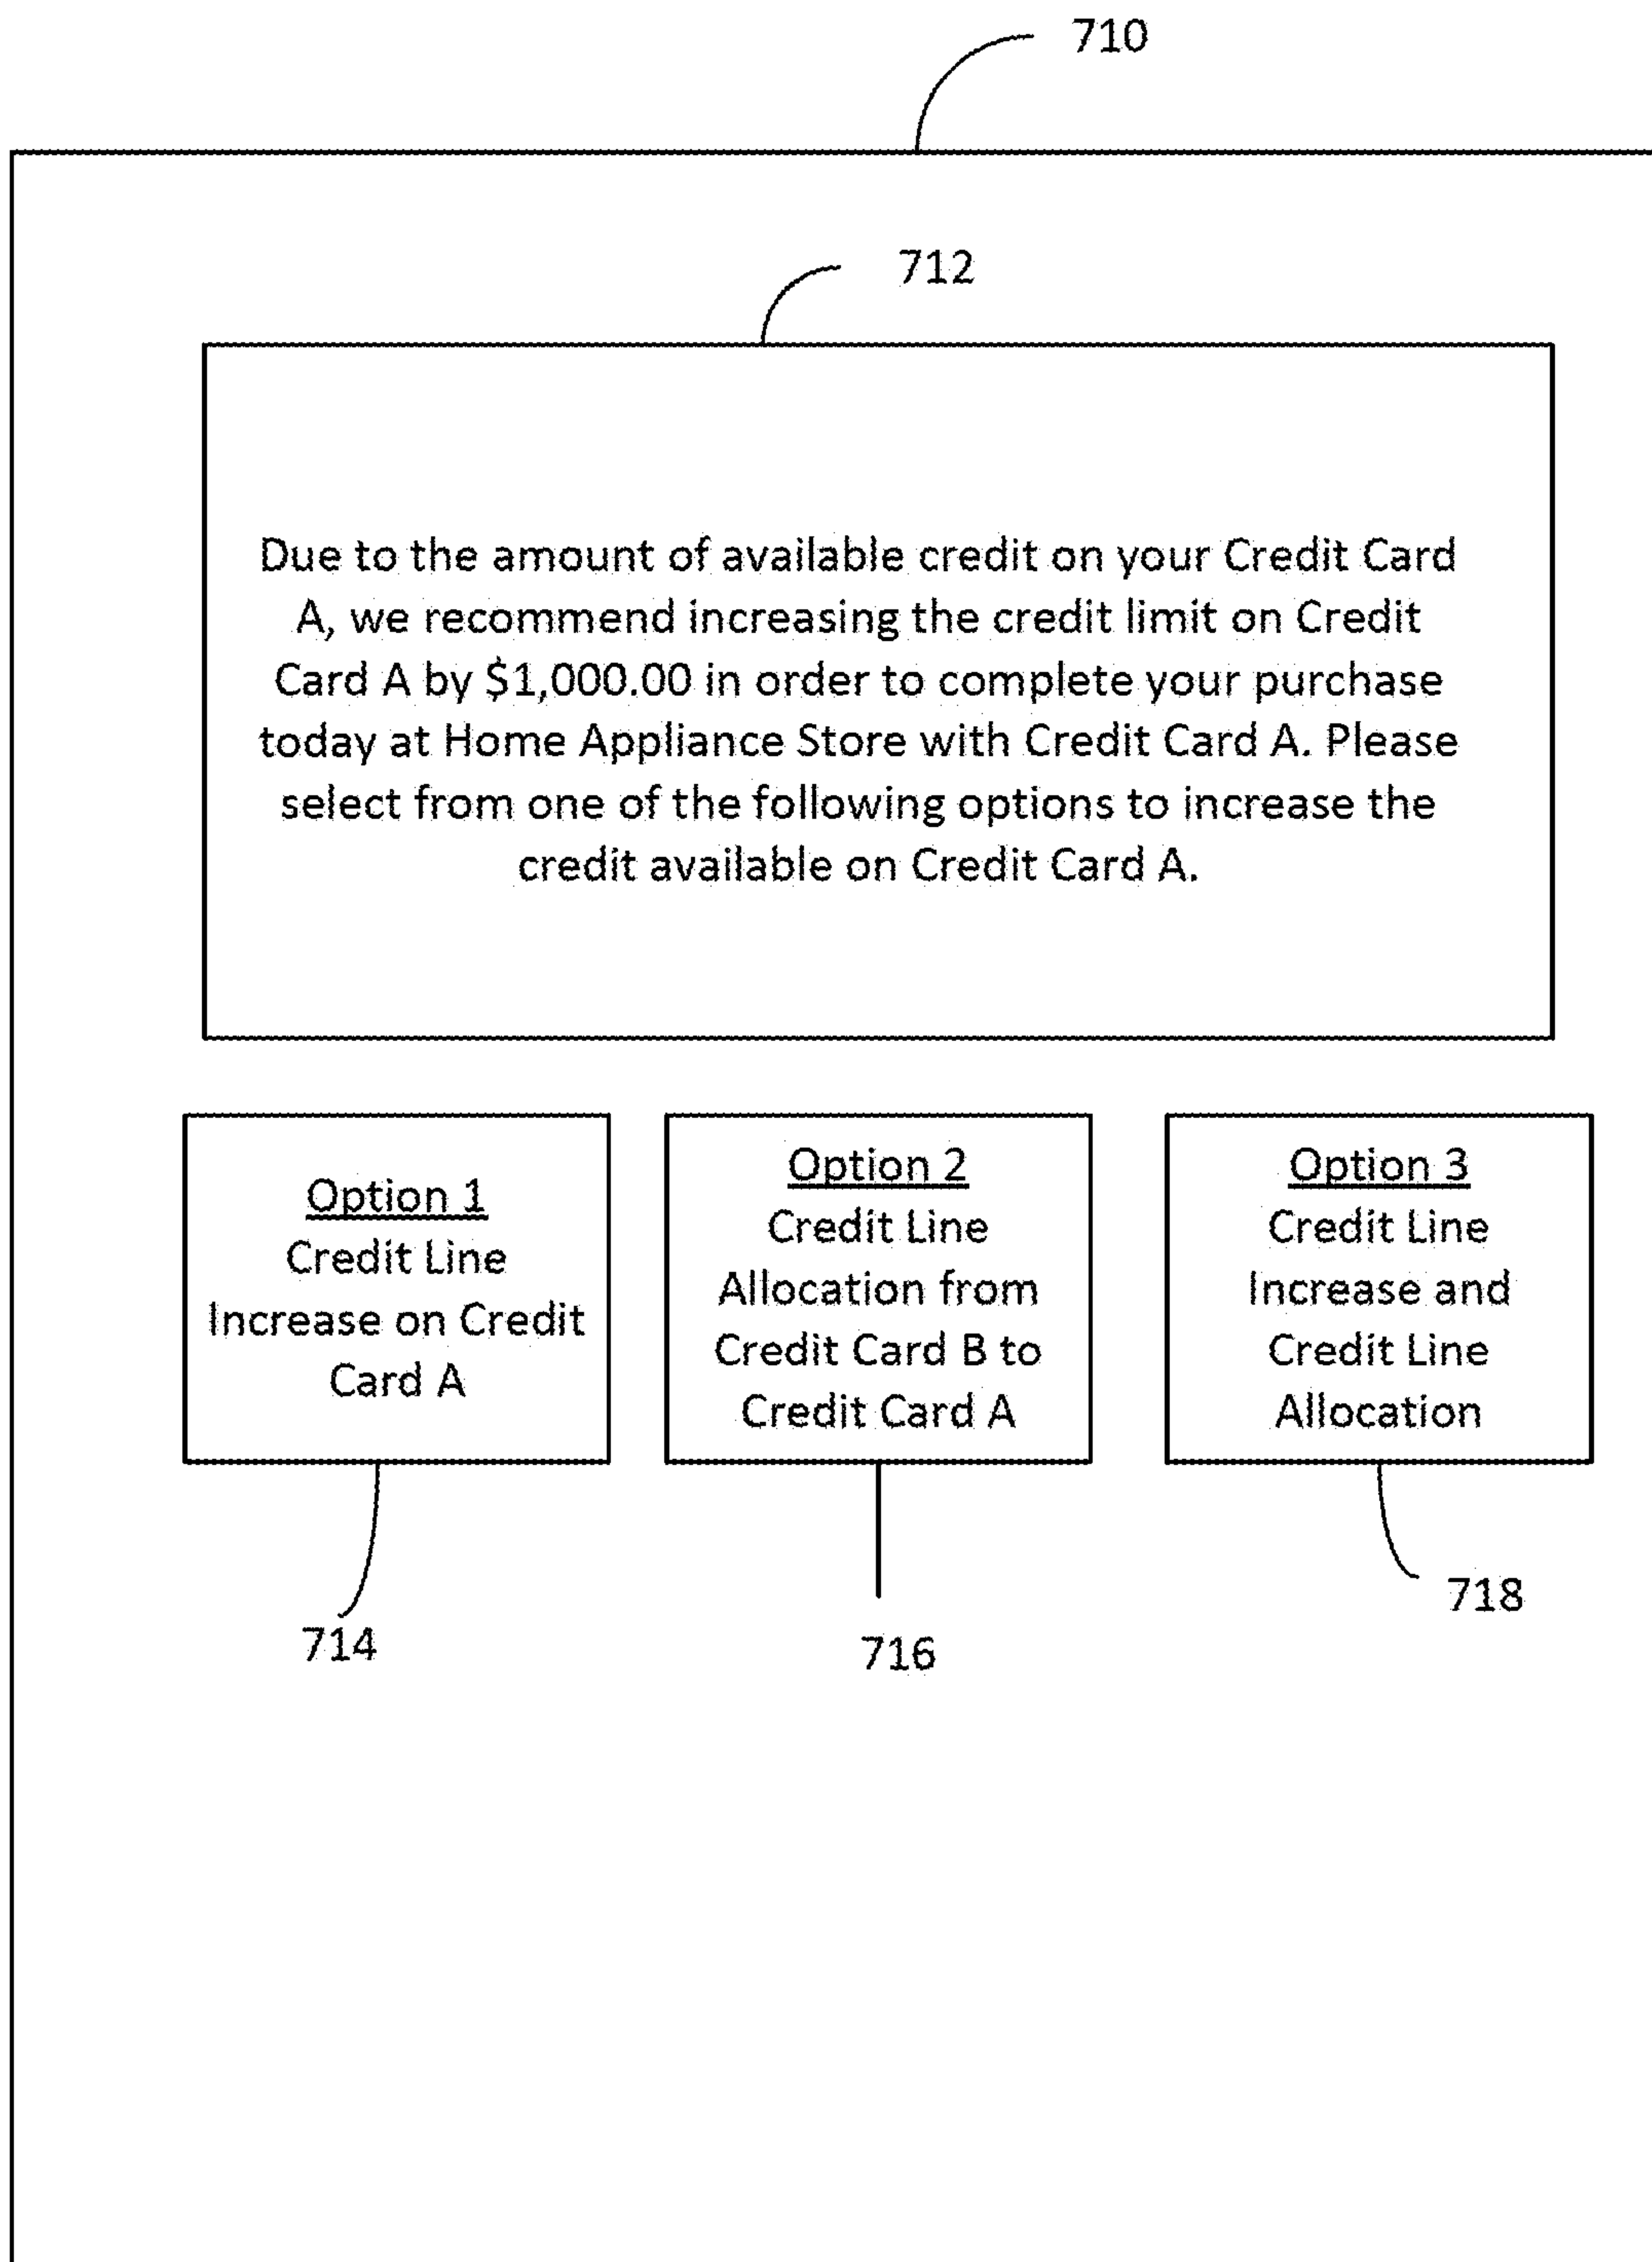 710
712
Due to the amount of available credit on your Credit Card
A, we recommend increasing the credit limit on Credit
Card A by $1,000.00 in order to complete your purchase
today at Home Appliance Store with Credit Card A. Please
select from one of the following options to increase the
credit available on Credit Card A.
Option 1
Credit Line
Increase on Credit
Card A
Option 2
Credit Line
Allocation from
Credit Card B to
Credit Card A
Option 3
Credit Line
Increase and
Credit Line
Allocation
714
716
718